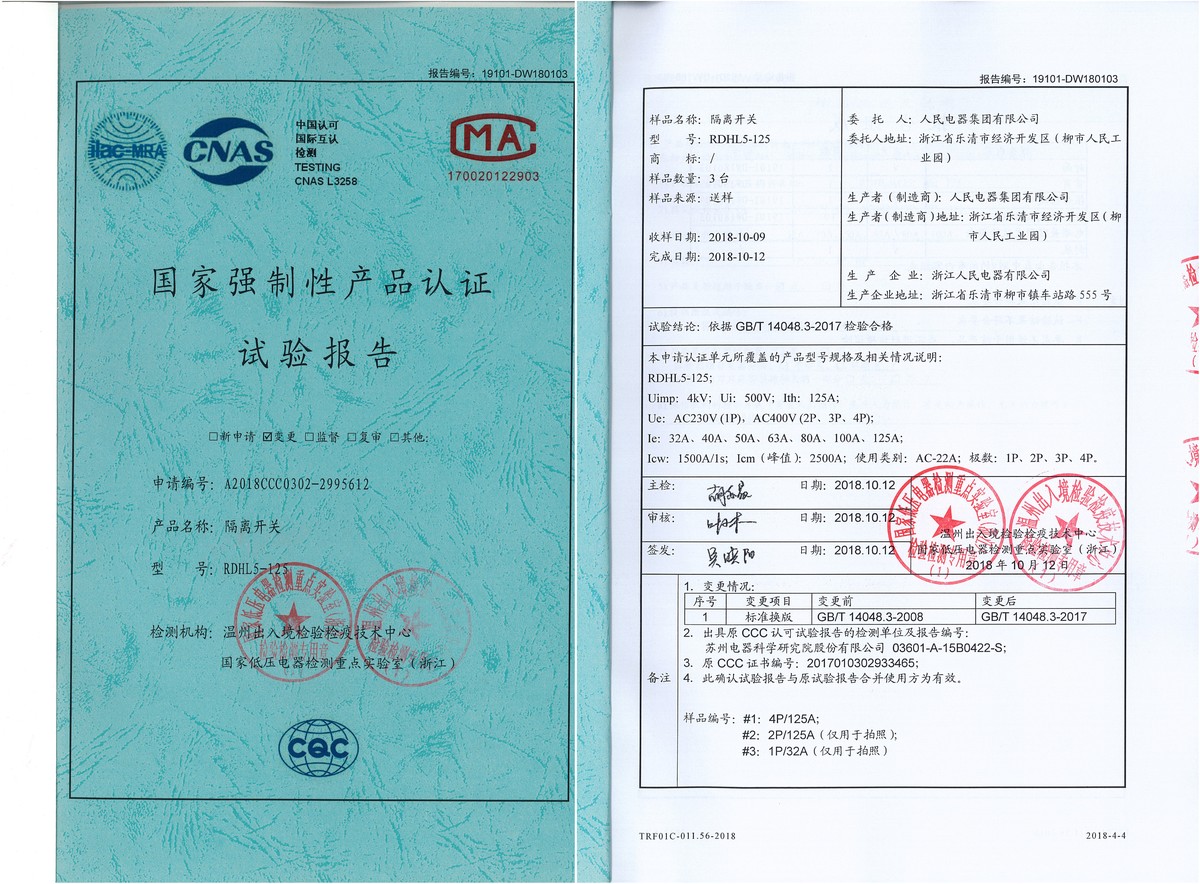 报告编号：19101-DW180103
ilac-MRA
CNAS
中国认可
国际互认
检测
TESTING
CNAS L3258
MA
170020122903
国家强制性产品认证
试验报告
□新申请 ☑变更 □监督 □复审 □其他:
申请编号：A2018CCC0302-2995612
产品名称：隔离开关
型 号：RDHL5-125
检测机构：温州出入境检验检疫技术中心
国家低压电器检测重点实验室（浙江）
CQC
报告编号：19101-DW180103
样品名称：隔离开关
型 号：RDHL5-125
商 标：/
样品数量：3 台
样品来源：送样
收样日期：2018-10-09
完成日期：2018-10-12
委 托 人：人民电器集团有限公司
委托人地址：浙江省乐清市经济开发区（柳市人民工
业园）
生产者（制造商）：人民电器集团有限公司
生产者（制造商）地址：浙江省乐清市经济开发区（柳
市人民工业园）
生 产 企 业：浙江人民电器有限公司
生产企业地址：浙江省乐清市柳市镇车站路 555 号
试验结论：依据 GB/T 14048.3-2017 检验合格
本申请认证单元所覆盖的产品型号规格及相关情况说明：
RDHL5-125;
Uimp：4kV；Ui：500V；Ith：125A；
Ue：AC230V (1P)，AC400V (2P、3P、4P);
Ie：32A、40A、50A、63A、80A、100A、125A；
Icw：1500A/1s；Icm（峰值）：2500A；使用类别：AC-22A；极数：1P、2P、3P、4P。
主检： 日期：2018.10.12
审核： 日期：2018.10.12
签发：吴晓阳 日期：2018.10.12
温州出入境检验检疫技术中心
国家低压电器检测重点实验室（浙江）
2018 年 10 月 12 日
备注
1. 变更情况:
序号 变更项目 变更前 变更后
1 标准换版 GB/T 14048.3-2008 GB/T 14048.3-2017
2. 出具原 CCC 认可试验报告的检测单位及报告编号：
苏州电器科学研究院股份有限公司 03601-A-15B0422-S;
3. 原 CCC 证书编号：2017010302933465;
4. 此确认试验报告与原试验报告合并使用方为有效。
样品编号：#1：4P/125A;
#2：2P/125A（仅用于拍照）;
#3：1P/32A（仅用于拍照）
TRF01C-011.56-2018
2018-4-4